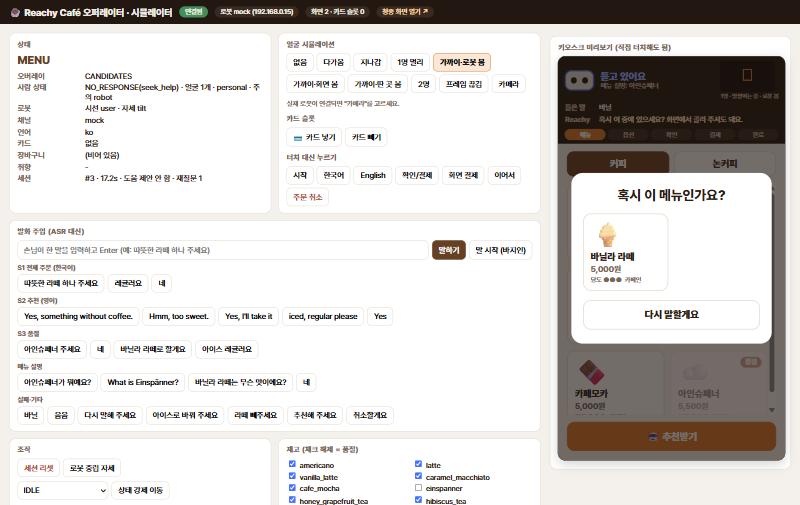 Reachy Café 오퍼레이터 · 시뮬레이터
연결됨
로봇 mock (192.168.0.15)
화면 2 · 카드 슬롯 0
청중 화면 열기 ↗
상태
MENU
오버레이 CANDIDATES
사람 상태 NO_RESPONSE(seek_help) · 얼굴 1개 · personal · 주의 robot
로봇 시선 user · 자세 tilt
채널 mock
언어 ko
카드 없음
장바구니 (비어 있음)
취향 -
세션 #3 · 17.2s · 도움 제안 안 함 · 재질문 1
얼굴 시뮬레이션
없음
다가옴
지나감
1명 멀리
가까이·로봇 봄
가까이·화면 봄
가까이·딴 곳 봄
2명
프레임 끊김
카메라
실제 로봇이 연결되면 "카메라"를 고르세요.
카드 슬롯
카드 넣기
카드 빼기
터치 대신 누르기
시작
한국어
English
확인/결제
화면 결제
이어서
주문 취소
발화 주입 (ASR 대신)
손님이 한 말을 입력하고 Enter (예: 따뜻한 라떼 하나 주세요)
말하기
말 시작 (바지인)
S1 전체 주문 (한국어)
따뜻한 라떼 하나 주세요
레귤러요
네
S2 추천 (영어)
Yes, something without coffee.
Hmm, too sweet.
Yes, I'll take it
iced, regular please
Yes
S3 품절
아인슈페너 주세요
네
바닐라 라떼로 할게요
아이스 레귤러요
메뉴 설명
아인슈페너가 뭐예요?
What is Einspänner?
바닐라 라떼는 무슨 맛이에요?
네
실패·기타
바닐
음음
다시 말해 주세요
아이스로 바꿔 주세요
라떼 빼주세요
추천해 주세요
취소할게요
조작
세션 리셋
로봇 중립 자세
IDLE
상태 강제 이동
재고 (체크 해제 = 품절)
americano
latte
vanilla_latte
caramel_macchiato
cafe_mocha
einspanner
honey_grapefruit_tea
hibiscus_tea
키오스크 미리보기 (직접 터치해도 됨)
듣고 있어요
메뉴 설명: 아인슈페너
들은 말 바닐
Reachy 혹시 이 중에 있으세요? 화면에서 골라 주셔도 돼요.
메뉴
옵션
확인
결제
완료
커피
논커피
혹시 이 메뉴인가요?
바닐라 라떼
5,000원
당도 ●●● 카페인
다시 말할게요
카페모카
5,000원
품절
아인슈페너
5,500원
추천받기